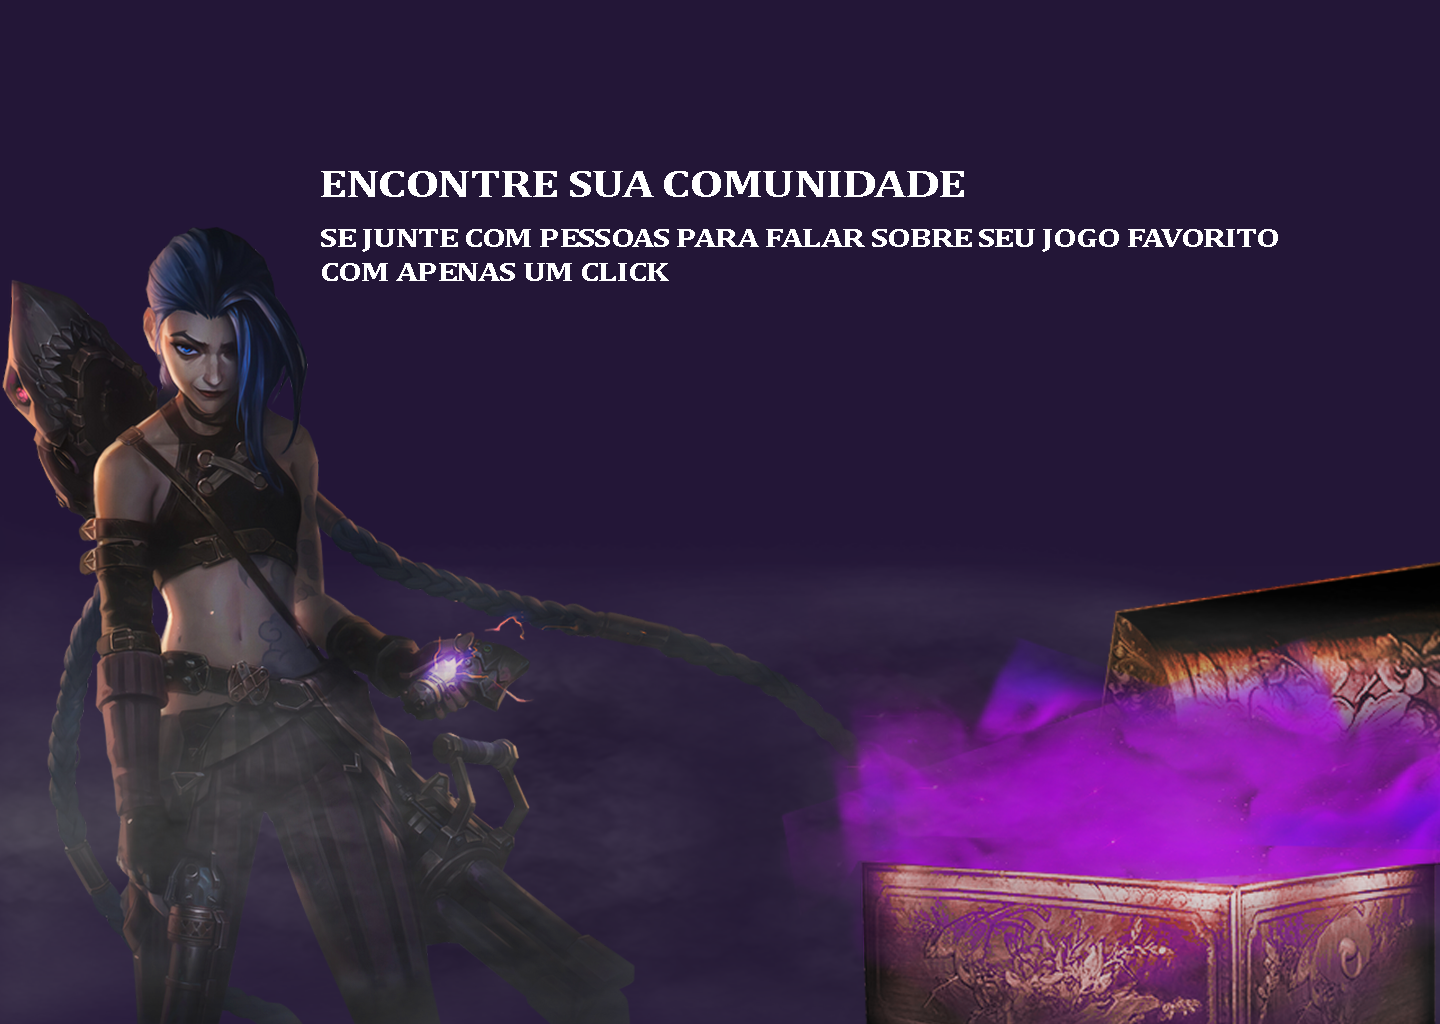 ENCONTRE SUA COMUNIDADE
SE JUNTE COM PESSOAS PARA FALAR SOBRE SEU JOGO FAVORITO
COM APENAS UM CLICK